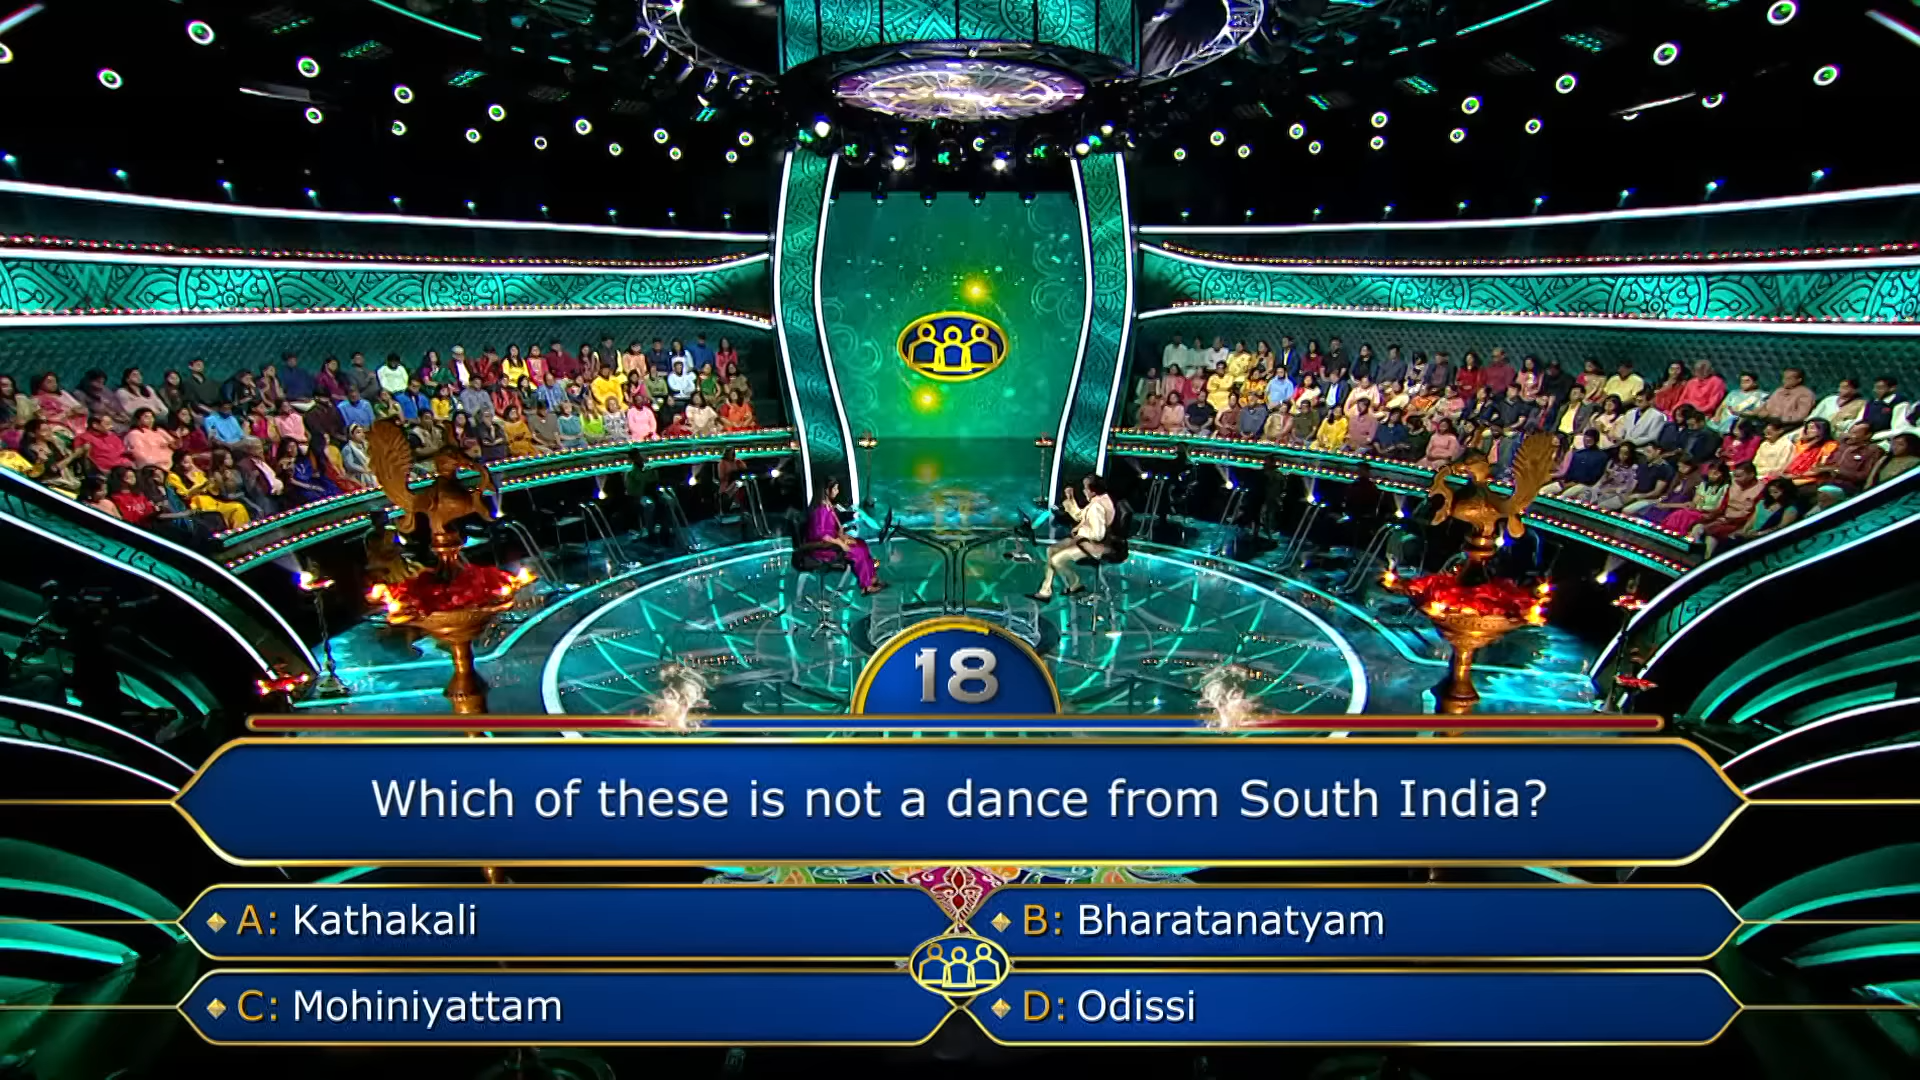 18
Which of these is not a dance from South India?
A: Kathakali
B: Bharatanatyam
C: Mohiniyattam
D: Odissi